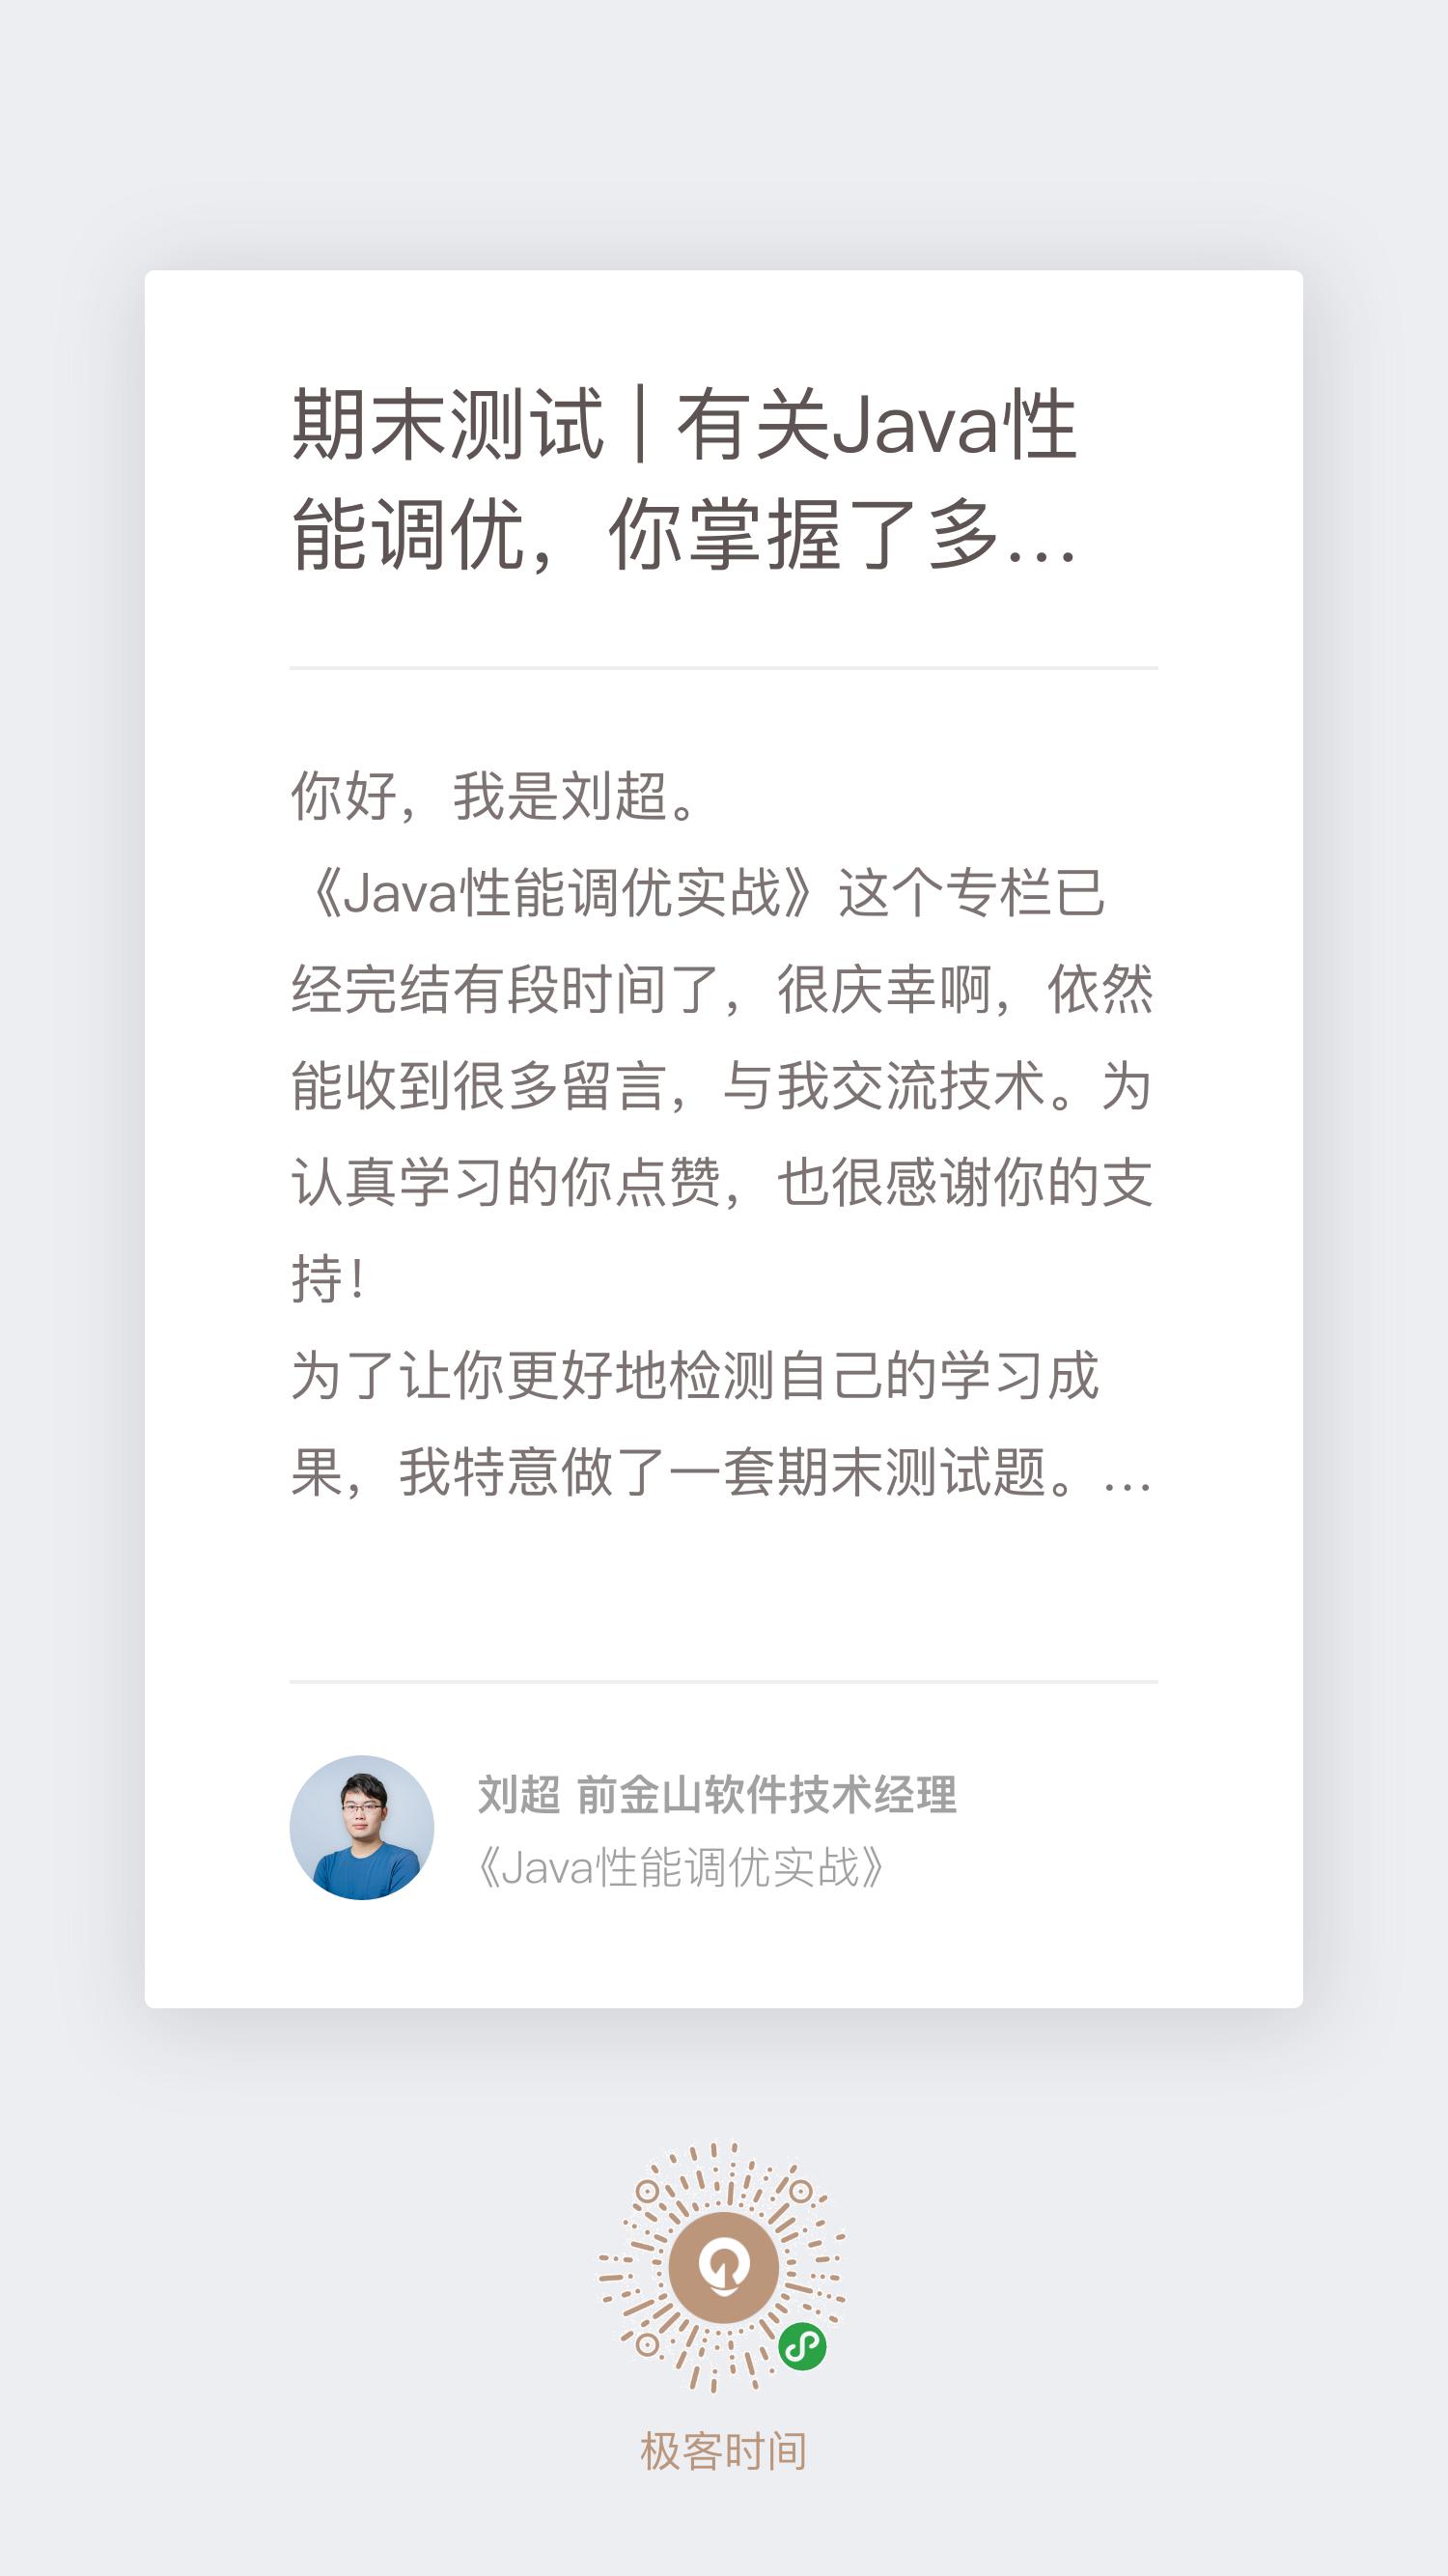 期末测试 | 有关Java性
能调优，你掌握了多...
你好，我是刘超。
《Java性能调优实战》这个专栏已
经完结有段时间了，很庆幸啊，依然
能收到很多留言，与我交流技术。为
认真学习的你点赞，也很感谢你的支
持！
为了让你更好地检测自己的学习成
果，我特意做了一套期末测试题。...
刘超 前金山软件技术经理
《Java性能调优实战》
极客时间